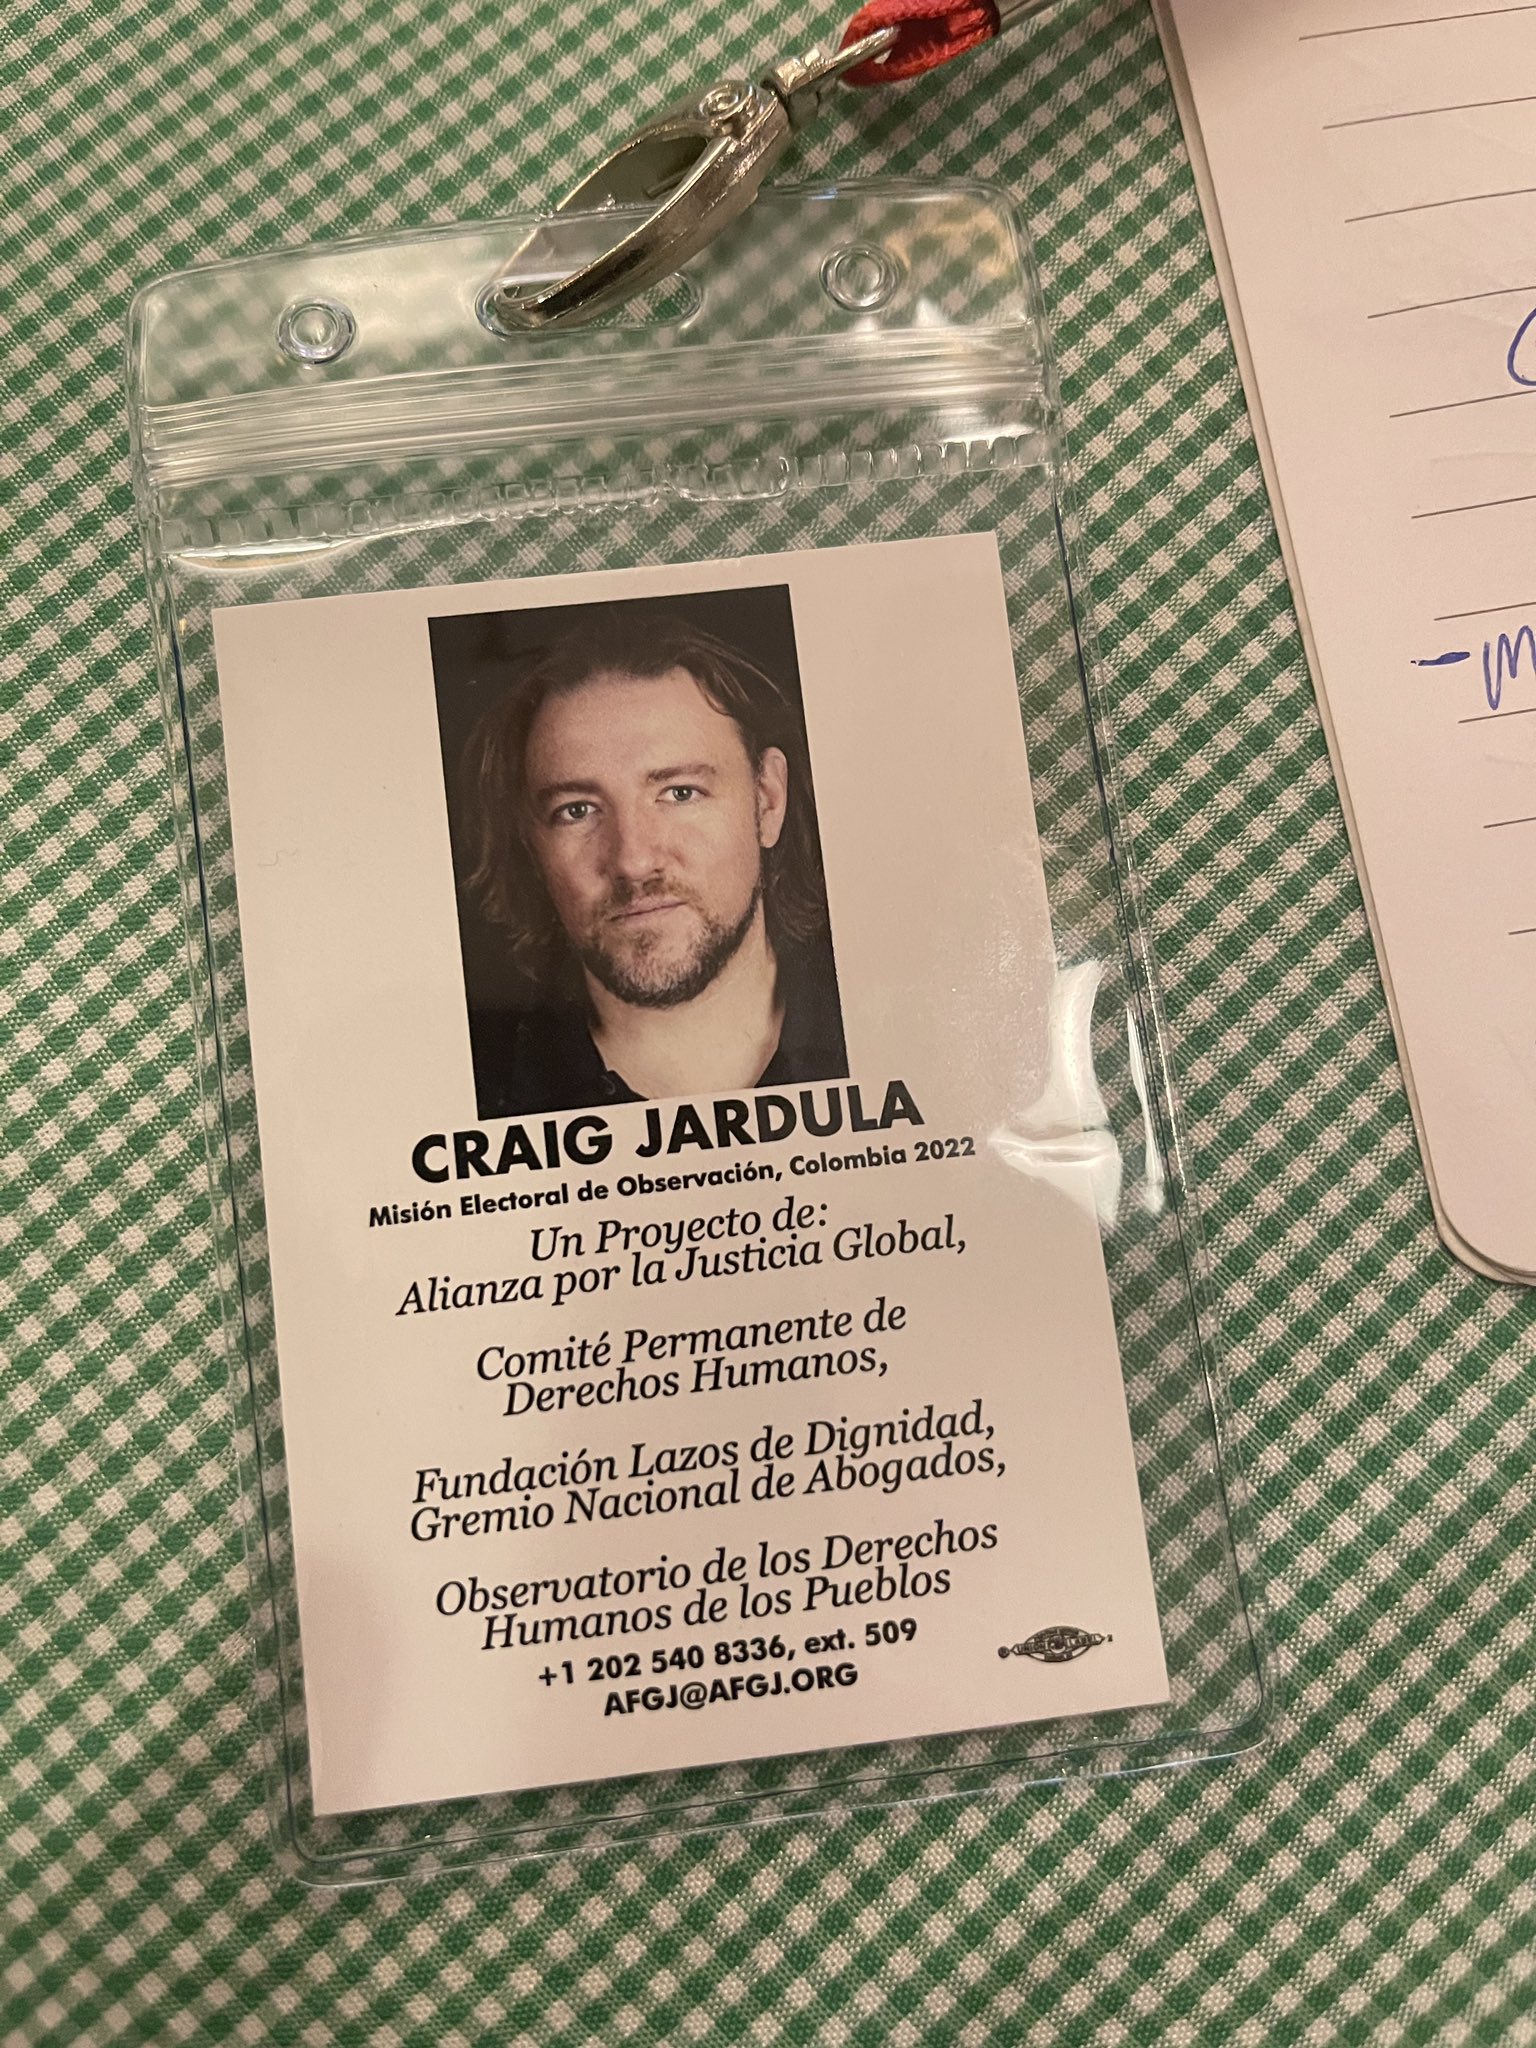 CRAIG JARDULA
Misión Electoral de Observación, Colombia 2022
Un Proyecto de:
Alianza por la Justicia Global,
Comité Permanente de
Derechos Humanos,
Fundación Lazos de Dignidad,
Gremio Nacional de Abogados,
Observatorio de los Derechos
Humanos de los Pueblos
+1 202 540 8336, ext. 509
AFGJ@AFGJ.ORG
UNION LABEL